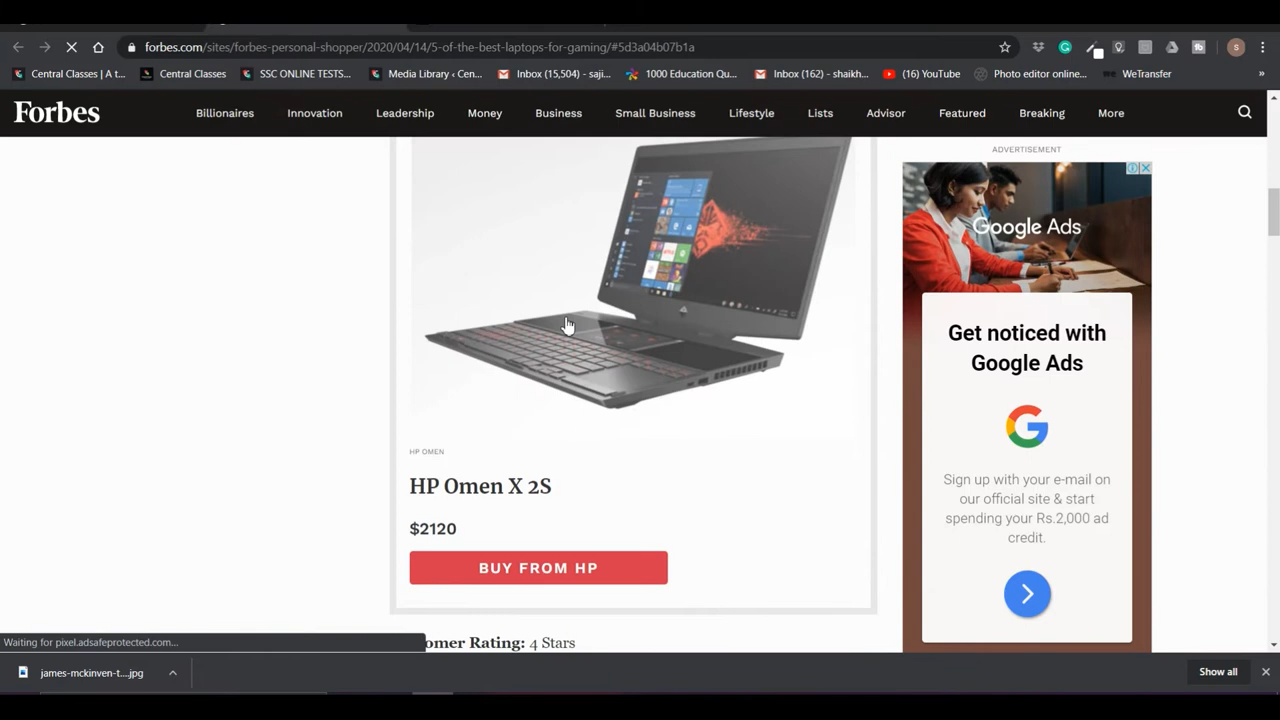 forbes.com/sites/forbes-personal-shopper/2020/04/14/5-of-the-best-laptops-for-gaming/#5d3a04b07b1a
Central Classes | A t... Central Classes SSC ONLINE TESTS... Media Library ‹ Cen... Inbox (15,504) - saji... 1000 Education Qu... Inbox (162) - shaikh... (16) YouTube Photo editor online... WeTransfer »
Forbes Billionaires Innovation Leadership Money Business Small Business Lifestyle Lists Advisor Featured Breaking More
ADVERTISEMENT
Google Ads
Get noticed with
Google Ads
Sign up with your e-mail on
our official site & start
spending your Rs.2,000 ad
credit.
HP OMEN
HP Omen X 2S
$2120
BUY FROM HP
omer Rating: 4 Stars
Waiting for pixel.adsafeprotected.com...
james-mckinven-t....jpg Show all